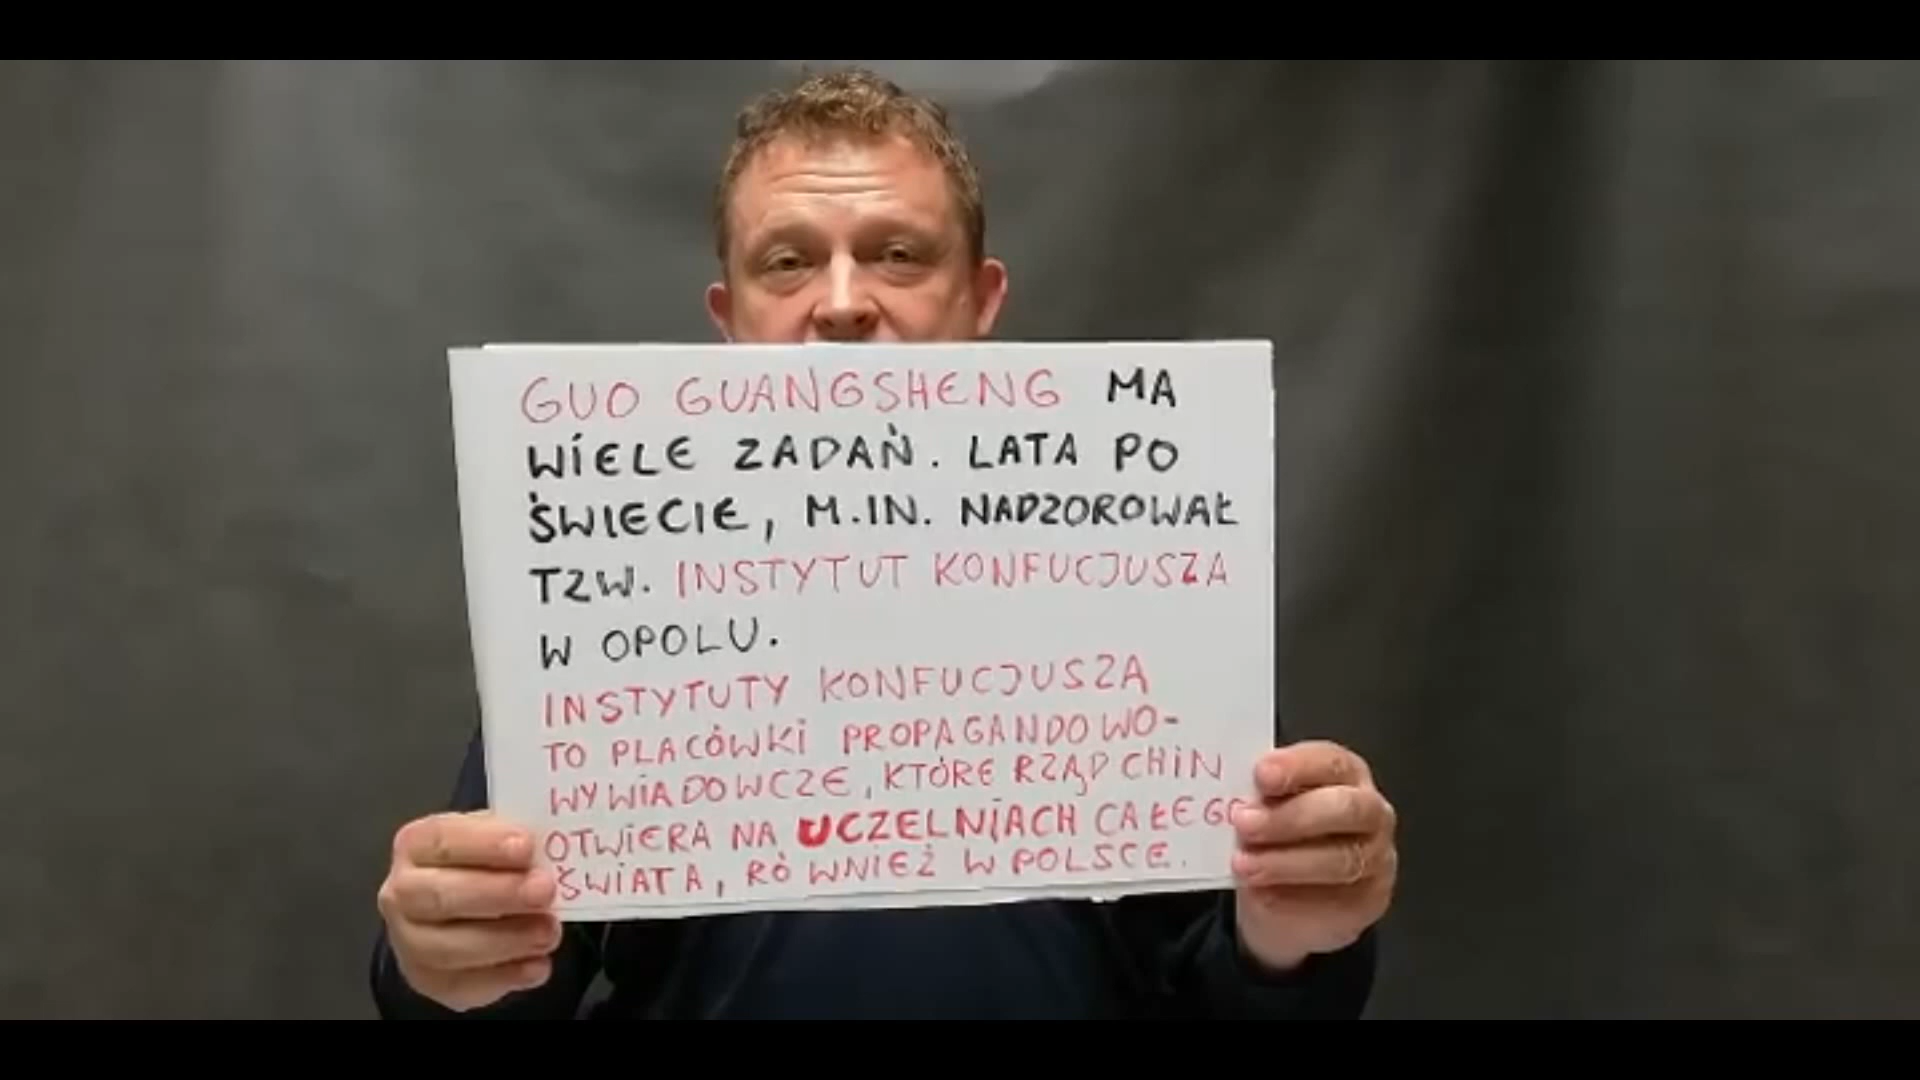 GUO GUANGSHENG MA
WIELE ZADAŃ. LATA PO
ŚWIECIE, M.IN. NADZOROWAŁ
TZW. INSTYTUT KONFUCJUSZA
W OPOLU.
INSTYTUTY KONFUCJUSZA
TO PLACÓWKI PROPAGANDOWO-
WYWIADOWCZE, KTÓRE RZĄD CHIN
OTWIERA NA UCZELNIACH CAŁEGO
ŚWIATA, RÓWNIEŻ W POLSCE.